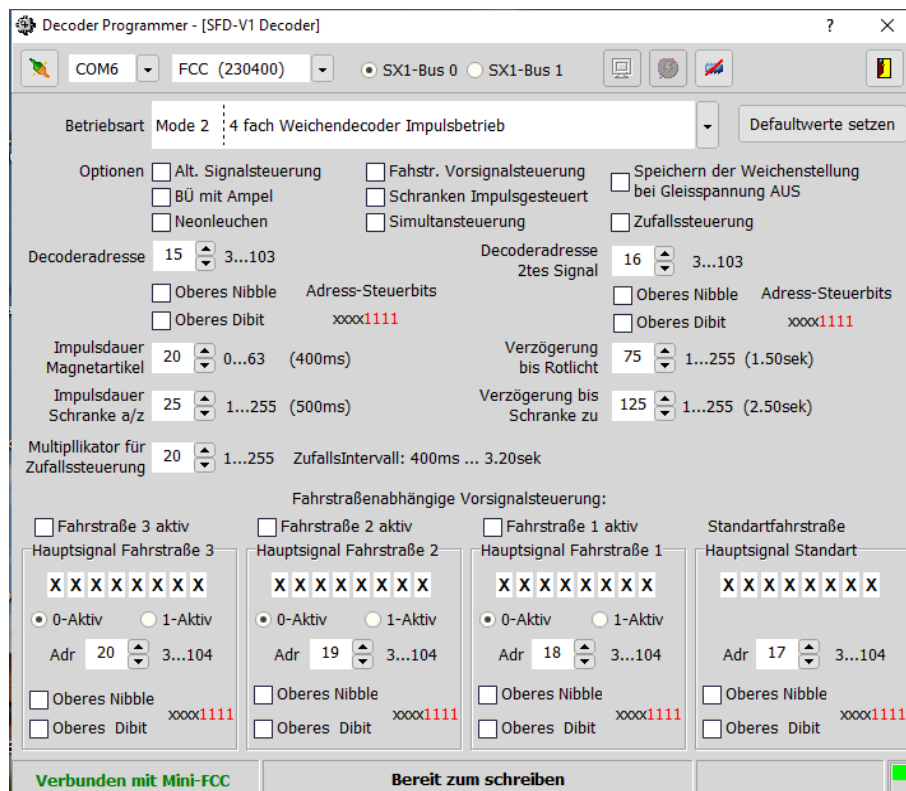 Decoder Programmer - [SFD-V1 Decoder] ? ×
COM6 FCC (230400) SX1-Bus 0 SX1-Bus 1
Betriebsart Mode 2 4 fach Weichendecoder Impulsbetrieb Defaultwerte setzen
Optionen Alt. Signalsteuerung Fahstr. Vorsignalsteuerung Speichern der Weichenstellung
bei Gleisspannung AUS
BÜ mit Ampel Schranken Impulsgesteuert
Neonleuchen Simultansteuerung Zufallssteuerung
Decoderadresse 15 3...103 Decoderadresse
2tes Signal 16 3...103
Oberes Nibble Adress-Steuerbits Oberes Nibble Adress-Steuerbits
Oberes Dibit xxxx1111 Oberes Dibit xxxx1111
Impulsdauer
Magnetartikel 20 0...63 (400ms) Verzögerung
bis Rotlicht 75 1...255 (1.50sek)
Impulsdauer
Schranke a/z 25 1...255 (500ms) Verzögerung bis
Schranke zu 125 1...255 (2.50sek)
Multipllikator für
Zufallssteuerung 20 1...255 ZufallsIntervall: 400ms ... 3.20sek
Fahrstraßenabhängige Vorsignalsteuerung:
Fahrstraße 3 aktiv Fahrstraße 2 aktiv Fahrstraße 1 aktiv Standartfahrstraße
Hauptsignal Fahrstraße 3 Hauptsignal Fahrstraße 2 Hauptsignal Fahrstraße 1 Hauptsignal Standart
X X X X X X X X X X X X X X X X X X X X X X X X X X X X X X X X
0-Aktiv 1-Aktiv 0-Aktiv 1-Aktiv 0-Aktiv 1-Aktiv
Adr 20 3...104 Adr 19 3...104 Adr 18 3...104 Adr 17 3...104
Oberes Nibble Oberes Nibble Oberes Nibble Oberes Nibble
xxxx1111 xxxx1111 xxxx1111 xxxx1111
Oberes Dibit Oberes Dibit Oberes Dibit Oberes Dibit
Verbunden mit Mini-FCC Bereit zum schreiben